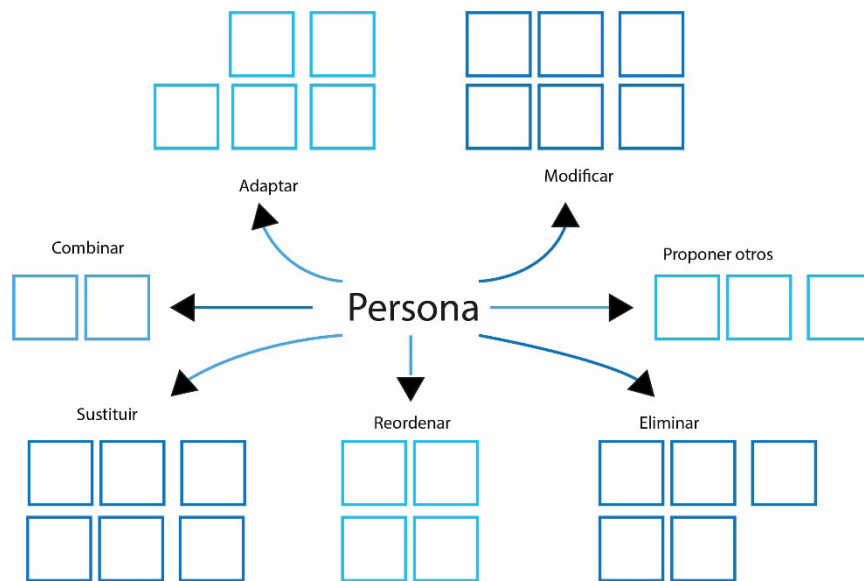 Adaptar
Modificar
Combinar
Proponer otros
Persona
Sustituir
Reordenar
Eliminar